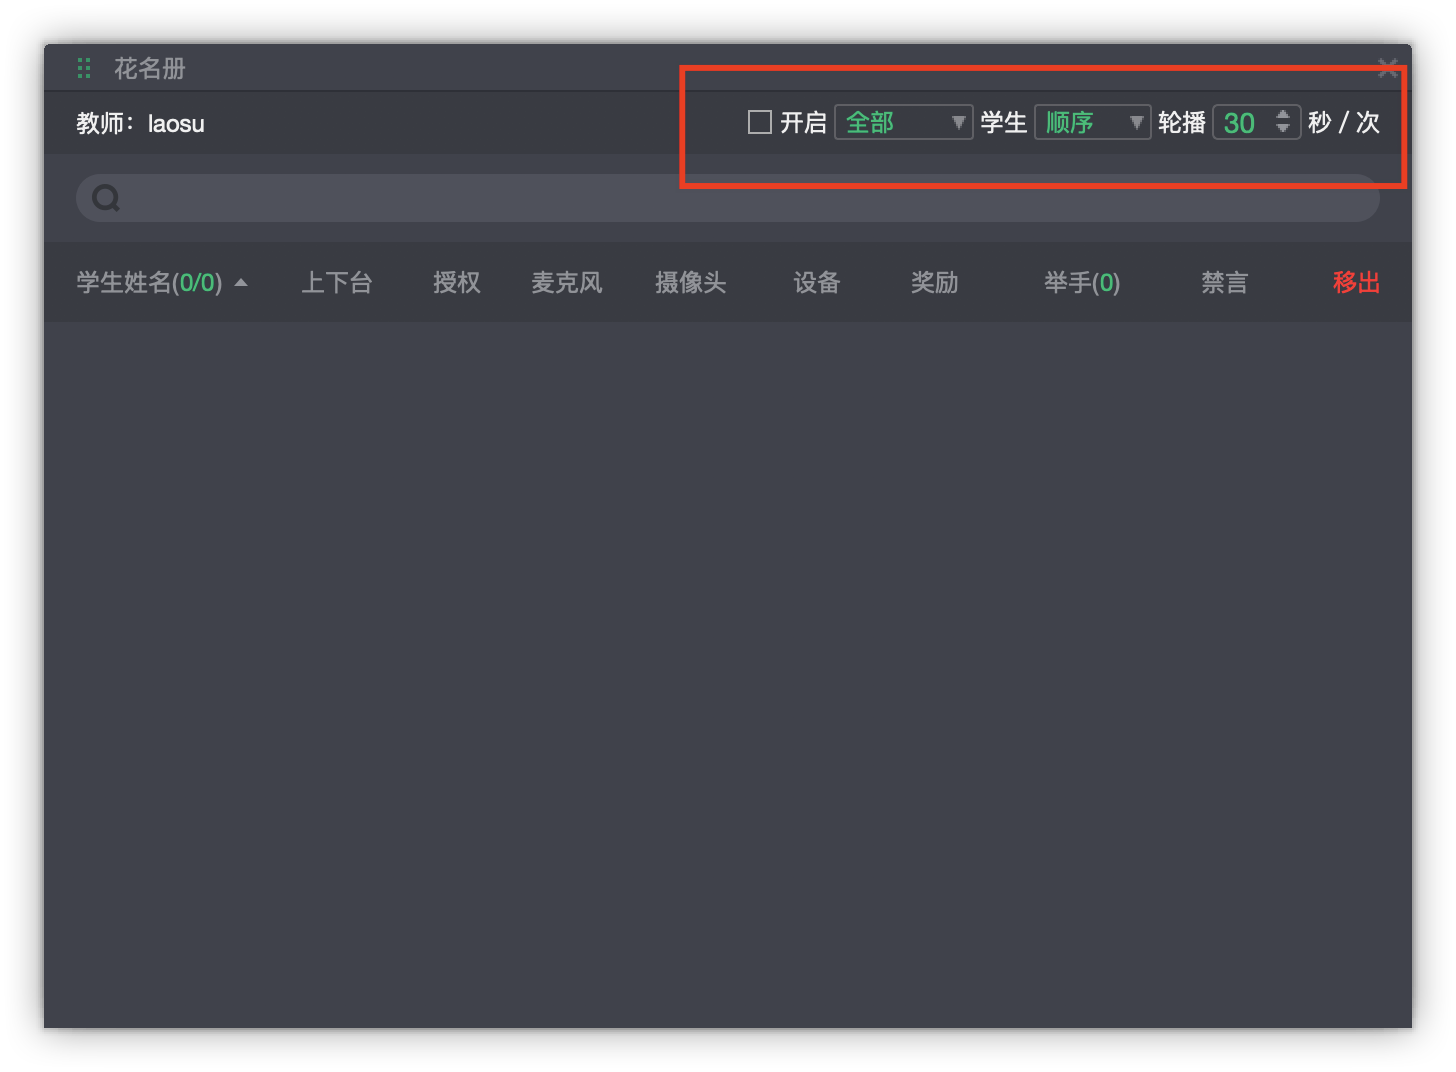 花名册
教师：laosu
开启 全部 学生 顺序 轮播 30 秒 / 次
学生姓名(0/0) 上下台 授权 麦克风 摄像头 设备 奖励 举手(0) 禁言 移出